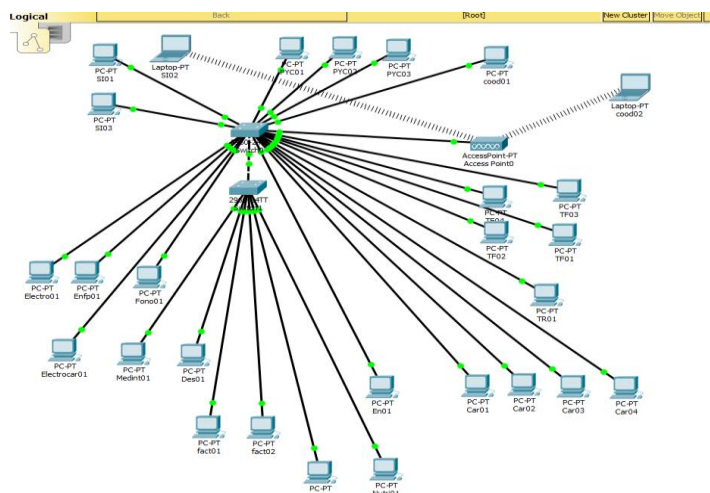 Logical
Back
[Root]
New Cluster
Move Object
PC-PT
SI01
Laptop-PT
SI02
PC-PT
PYC01
PC-PT
PYC02
PC-PT
PYC03
PC-PT
cood01
Laptop-PT
cood02
PC-PT
SI03
AccessPoint-PT
Access Point0
PC-PT
PC-PT
TF02
PC-PT
TF03
PC-PT
TF01
PC-PT
TR01
PC-PT
Electro01
PC-PT
Enfp01
PC-PT
Fono01
PC-PT
Electrocar01
PC-PT
Medint01
PC-PT
Des01
PC-PT
En01
PC-PT
Car01
PC-PT
Car02
PC-PT
Car03
PC-PT
Car04
PC-PT
fact01
PC-PT
fact02
PC-PT
PC-PT